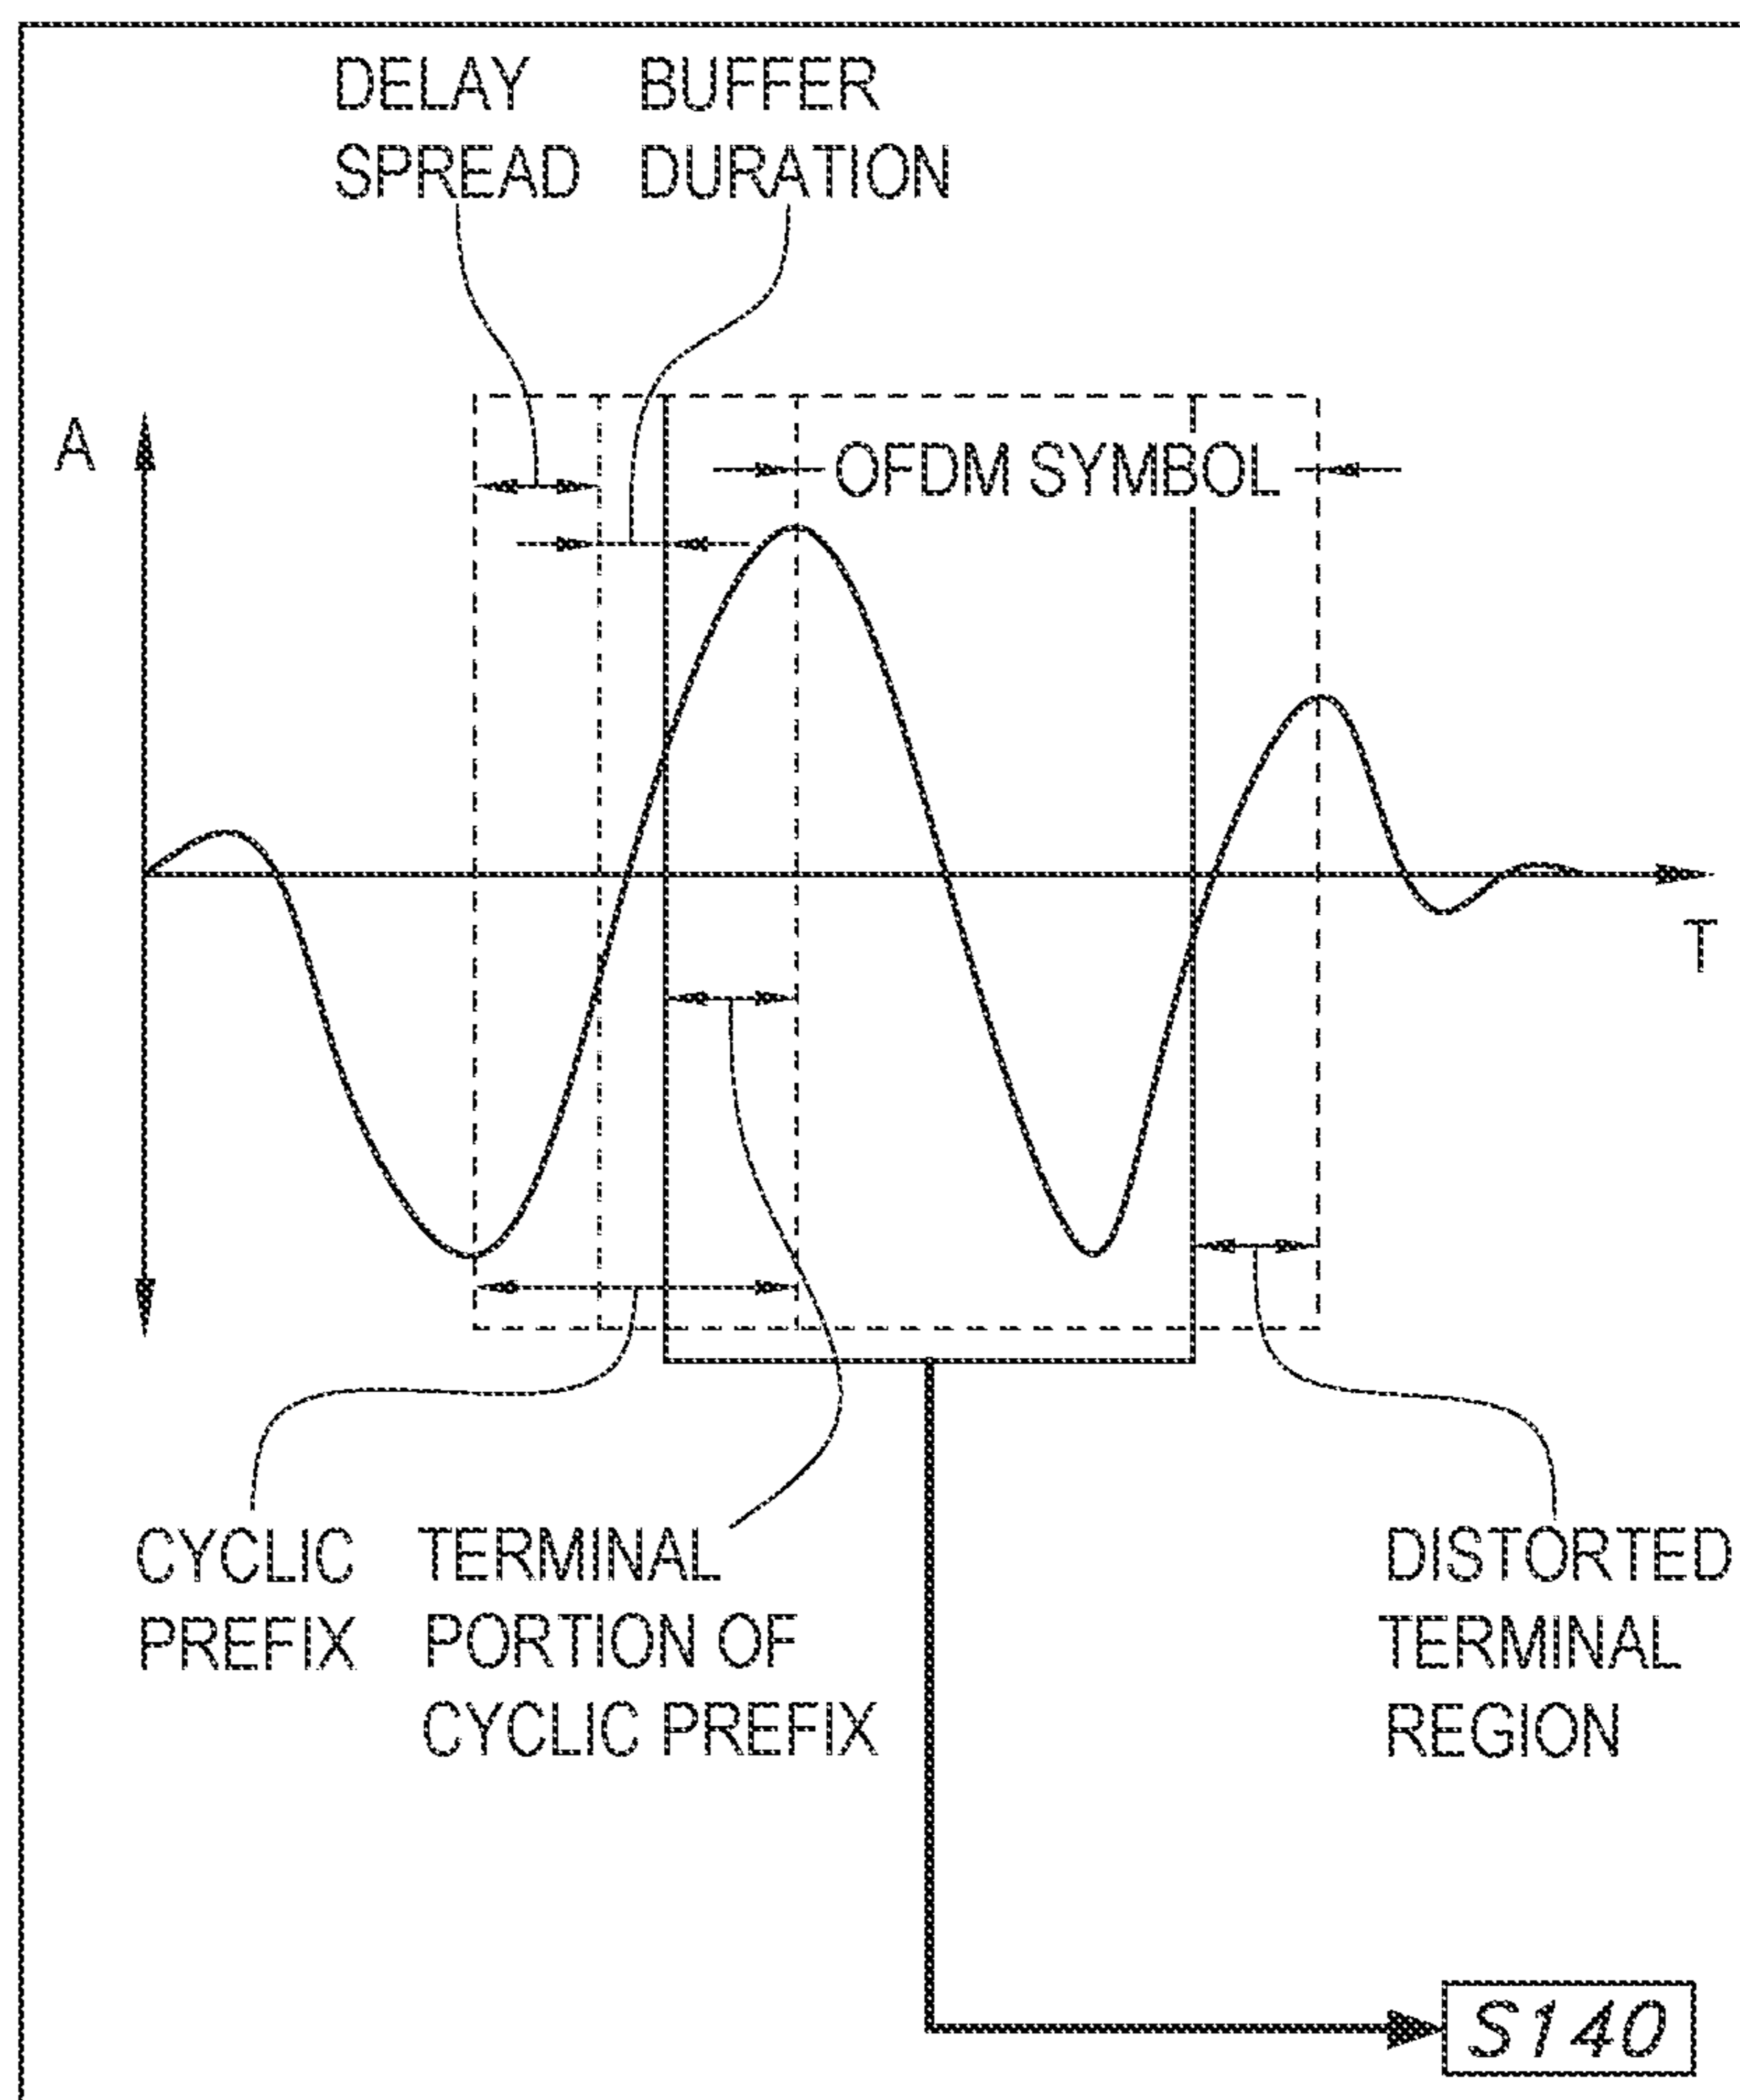 DELAY
SPREAD
BUFFER
DURATION
A
OFDM SYMBOL
T
CYCLIC
PREFIX
TERMINAL
PORTION OF
CYCLIC PREFIX
DISTORTED
TERMINAL
REGION
S140